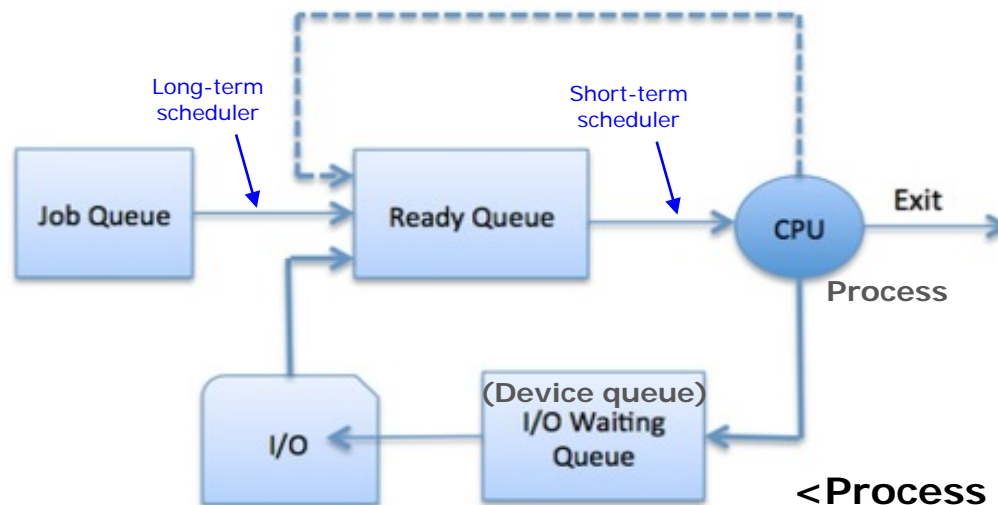 Long-term
scheduler
Short-term
scheduler
Job Queue
Ready Queue
CPU
Exit
Process
I/O
(Device queue)
I/O Waiting
Queue
<Process